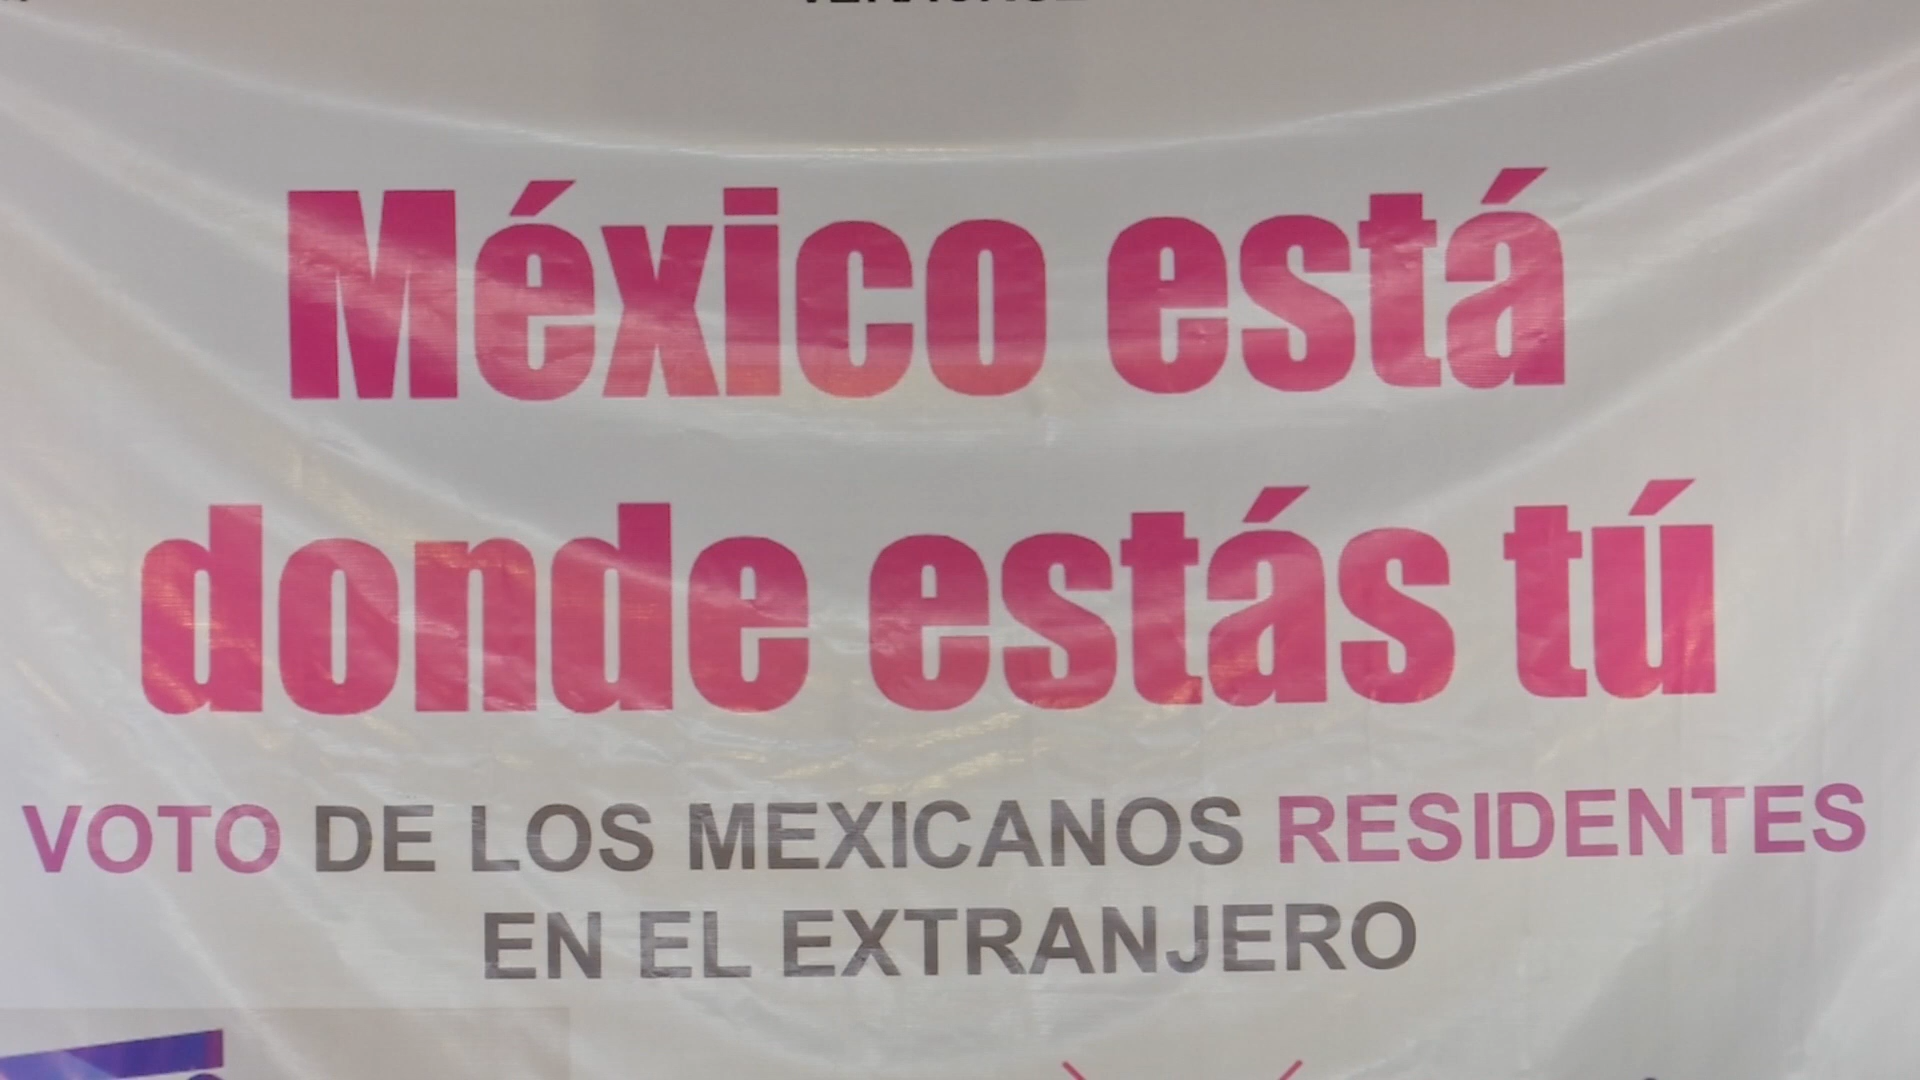 México está
donde estás tú
VOTO DE LOS MEXICANOS RESIDENTES
EN EL EXTRANJERO